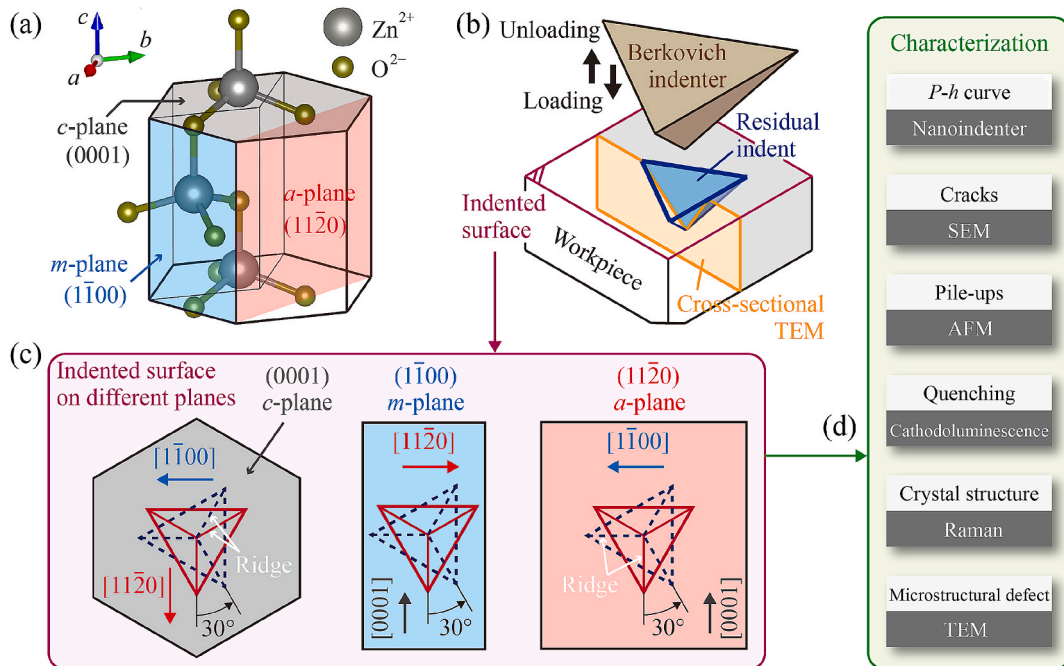 (a)
c
b
a
Zn²⁺
O²⁻
c-plane
(0001)
a-plane
(112̅0)
m-plane
(11̅00)
(b)
Unloading
Loading
Berkovich
indenter
Residual
indent
Indented
surface
Workpiece
Cross-sectional
TEM
(c)
Indented surface
on different planes
(0001)
c-plane
[11̅00]
Ridge
[112̅0]
30°
(11̅00)
m-plane
[112̅0]
[0001]
30°
(112̅0)
a-plane
[11̅00]
Ridge
30°
[0001]
(d)
Characterization
P-h curve
Nanoindenter
Cracks
SEM
Pile-ups
AFM
Quenching
Cathodoluminescence
Crystal structure
Raman
Microstructural defect
TEM